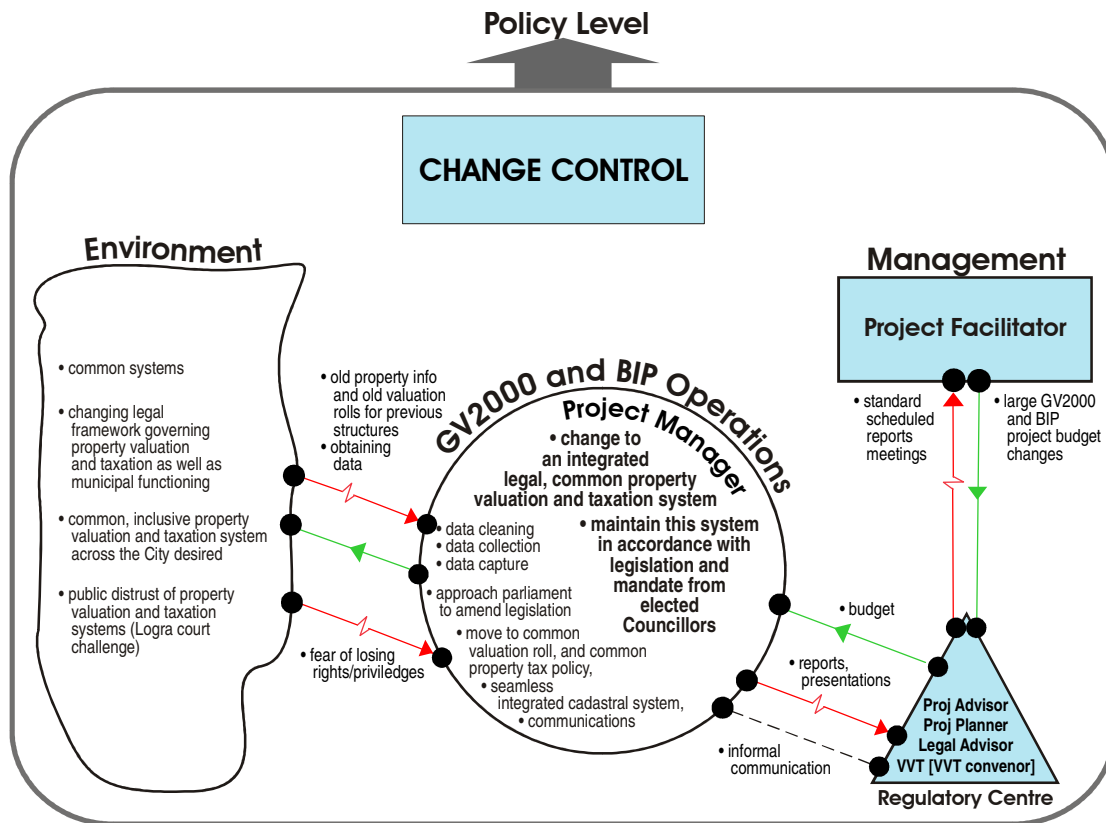 Policy Level
CHANGE CONTROL
Environment
• common systems
• changing legal
framework governing
property valuation
and taxation as well as
municipal functioning
• common, inclusive property
valuation and taxation system
across the City desired
• public distrust of property
valuation and taxation
systems (Logra court
challenge)
• old property info
and old valuation
rolls for previous
structures
• obtaining
data
• fear of losing
rights/priviledges
GV2000 and BIP Operations
Project Manager
• change to
an integrated
legal, common property
valuation and taxation system
• maintain this system
in accordance with
legislation and
mandate from
elected
Councillors
• data cleaning
• data collection
• data capture
• approach parliament
to amend legislation
• move to common
valuation roll, and common
property tax policy,
• seamless
integrated cadastral system,
• communications
Management
Project Facilitator
• standard
scheduled
reports
meetings
• large GV2000
and BIP
project budget
changes
• budget
• reports,
presentations
• informal
communication
Proj Advisor
Proj Planner
Legal Advisor
VVT [VVT convenor]
Regulatory Centre